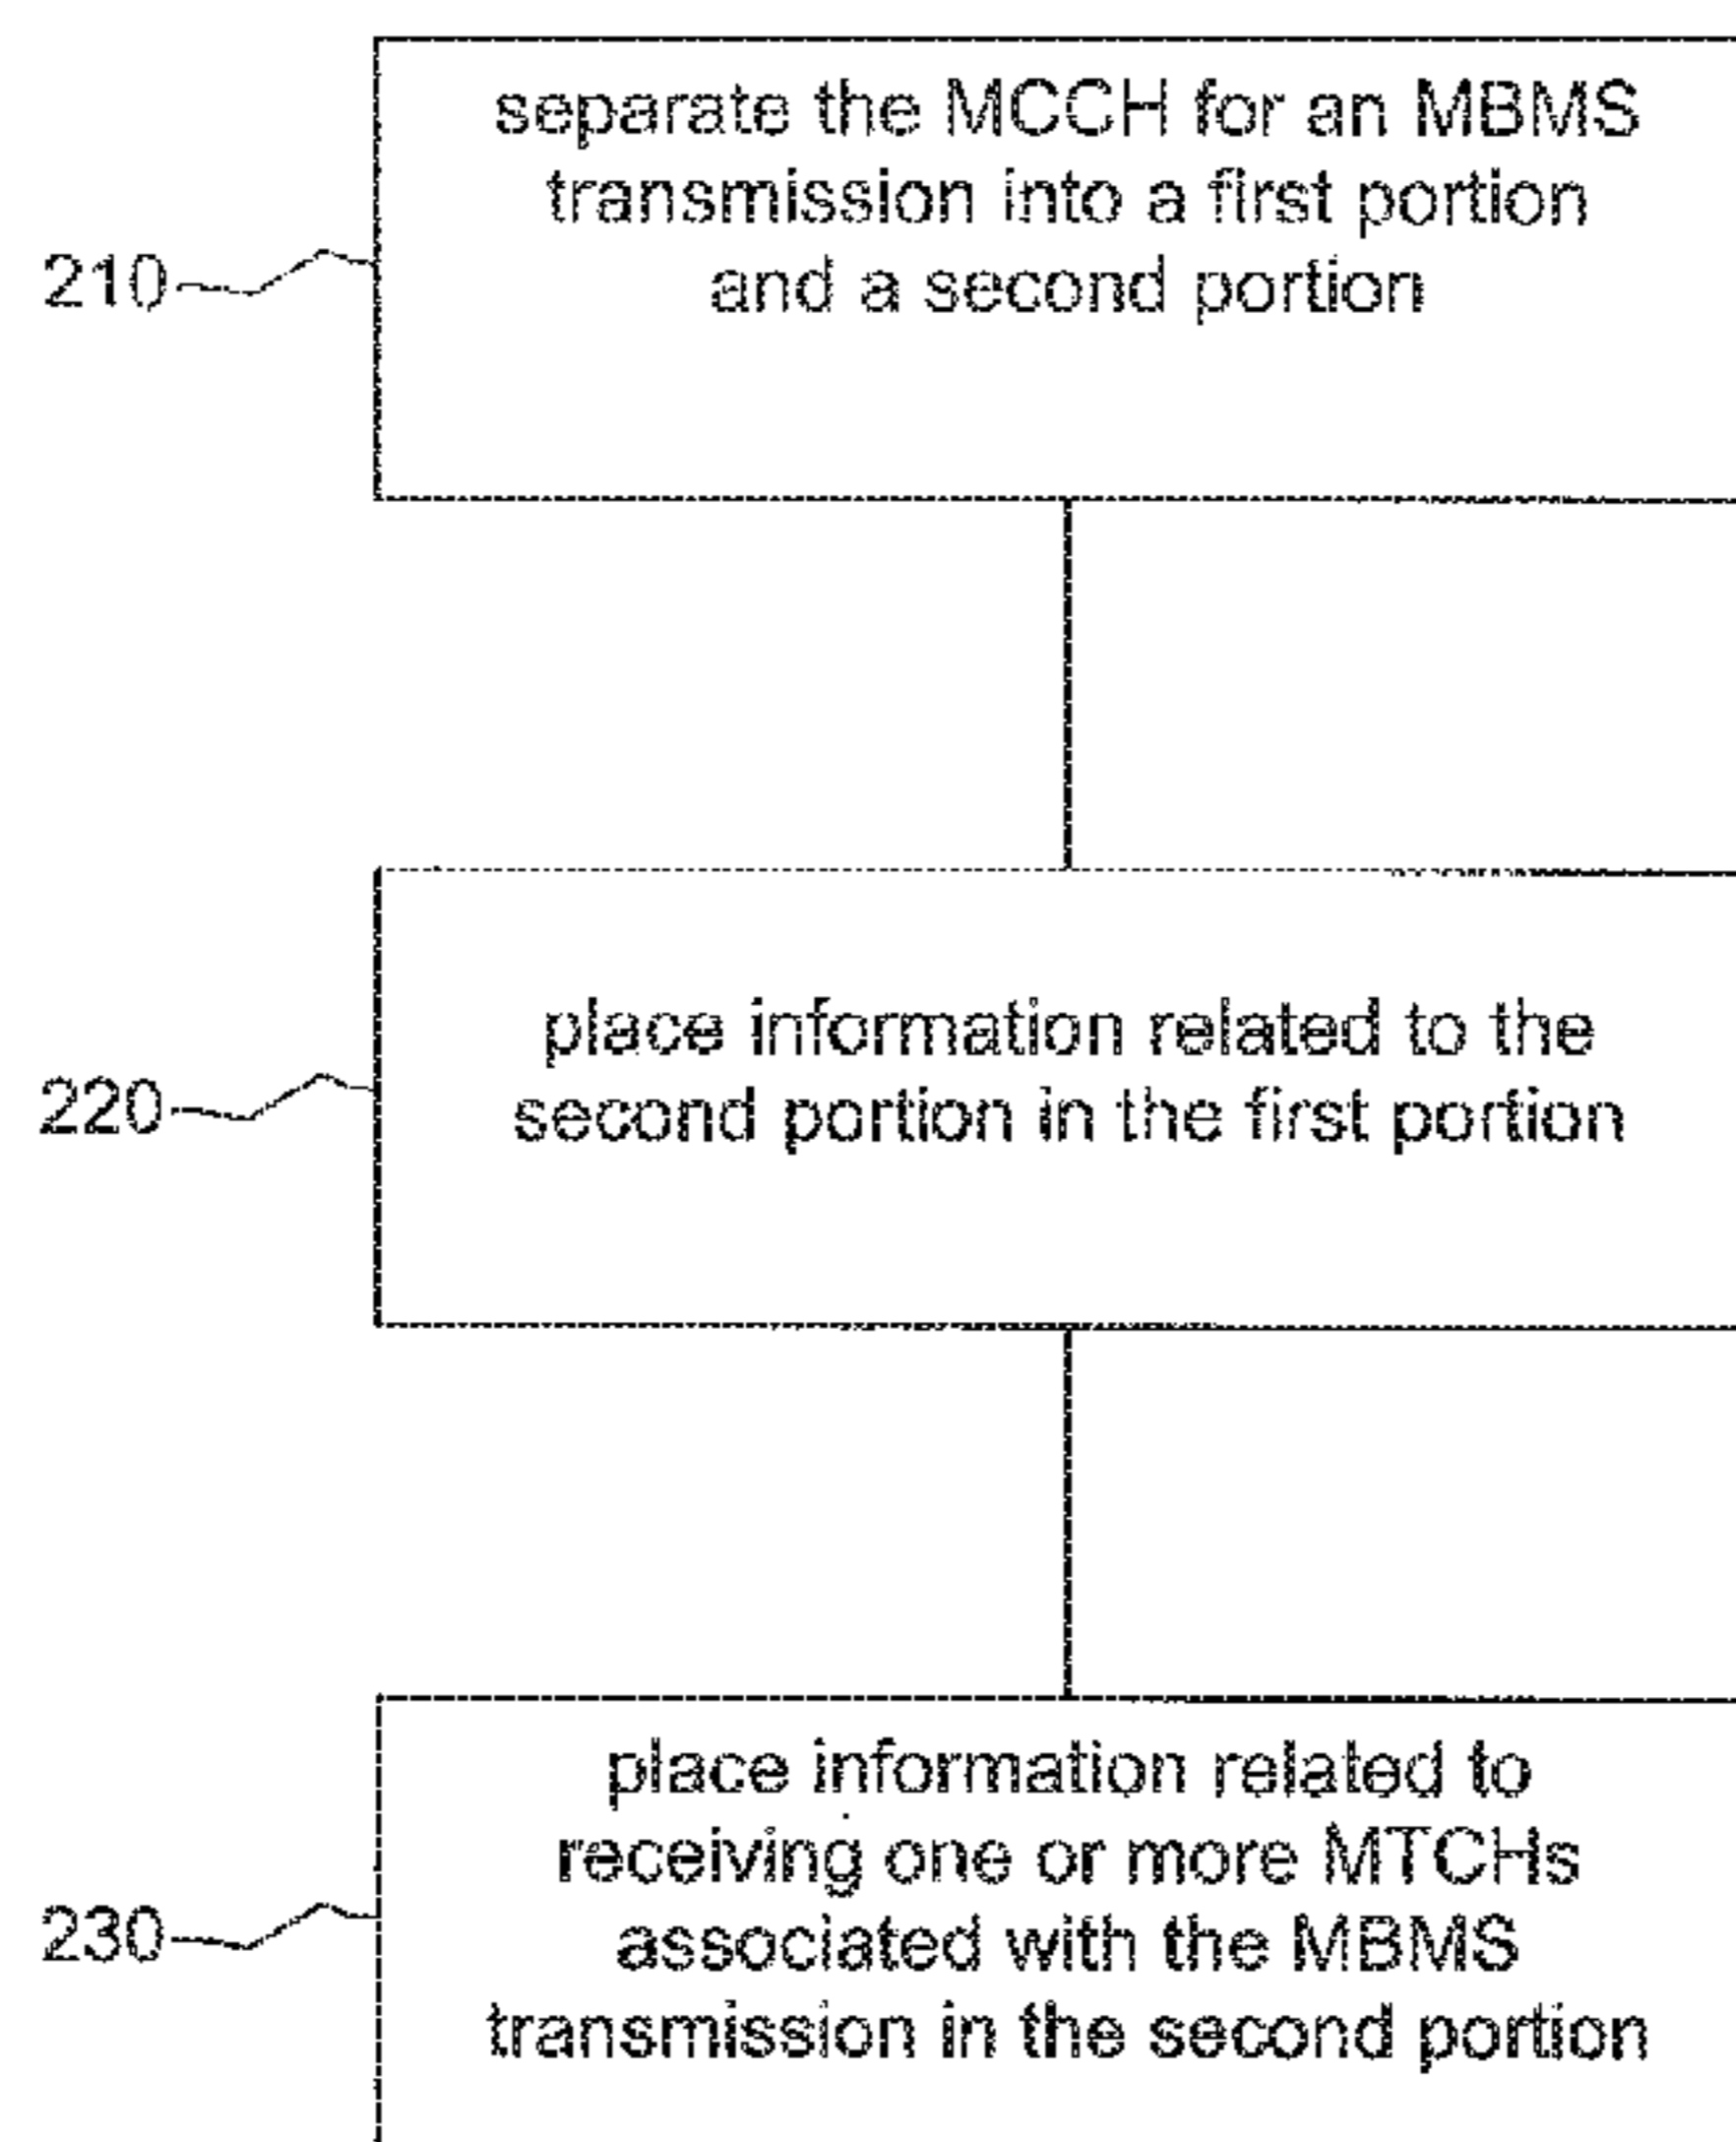 separate the MCCH for an MBMS
transmission into a first portion
and a second portion
210
place information related to the
second portion in the first portion
220
place information related to
receiving one or more MTCHs
associated with the MBMS
transmission in the second portion
230